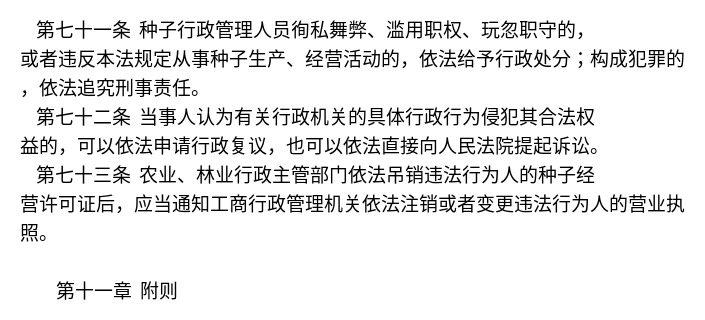 第七十一条 种子行政管理人员徇私舞弊、滥用职权、玩忽职守的，
或者违反本法规定从事种子生产、经营活动的，依法给予行政处分；构成犯罪的
，依法追究刑事责任。
第七十二条 当事人认为有关行政机关的具体行政行为侵犯其合法权
益的，可以依法申请行政复议，也可以依法直接向人民法院提起诉讼。
第七十三条 农业、林业行政主管部门依法吊销违法行为人的种子经
营许可证后，应当通知工商行政管理机关依法注销或者变更违法行为人的营业执
照。
第十一章 附则